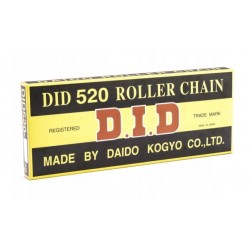 DID 520 ROLLER CHAIN
REGISTERED D.I.D TRADE MARK
MADE BY DAIDO KOGYO CO.,LTD.